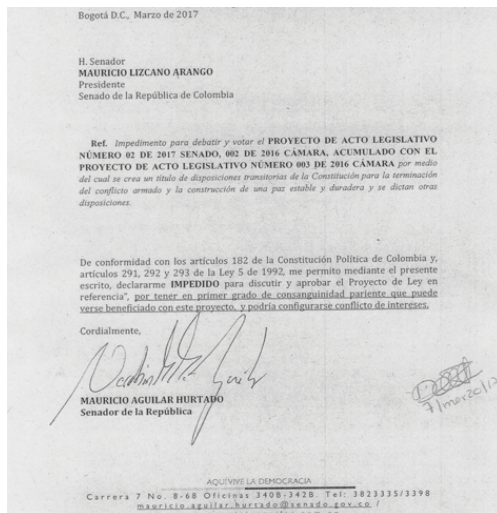 Bogotá D.C., Marzo de 2017
H. Senador
MAURICIO LIZCANO ARANGO
Presidente
Senado de la República de Colombia
Ref. Impedimento para debatir y votar el PROYECTO DE ACTO LEGISLATIVO
NÚMERO 02 DE 2017 SENADO, 002 DE 2016 CÁMARA, ACUMULADO CON EL
PROYECTO DE ACTO LEGISLATIVO NÚMERO 003 DE 2016 CÁMARA por medio
del cual se crea un título de disposiciones transitorias de la Constitución para la terminación
del conflicto armado y la construcción de una paz estable y duradera y se dictan otras
disposiciones.
De conformidad con los artículos 182 de la Constitución Política de Colombia y,
artículos 291, 292 y 293 de la Ley 5 de 1992, me permito mediante el presente
escrito, declararme IMPEDIDO para discutir y aprobar el Proyecto de Ley en
referencia", por tener en primer grado de consanguinidad pariente que puede
verse beneficiado con este proyecto, y podría configurarse conflicto de intereses.
Cordialmente,
MAURICIO AGUILAR HURTADO
Senador de la República
7/marzo/17
AQUÍ VIVE LA DEMOCRACIA
Carrera 7 No. 8-68 Oficinas 340B-342B. Tel: 3823335/3398
mauricio.aguilar.hurtado@senado.gov.co /